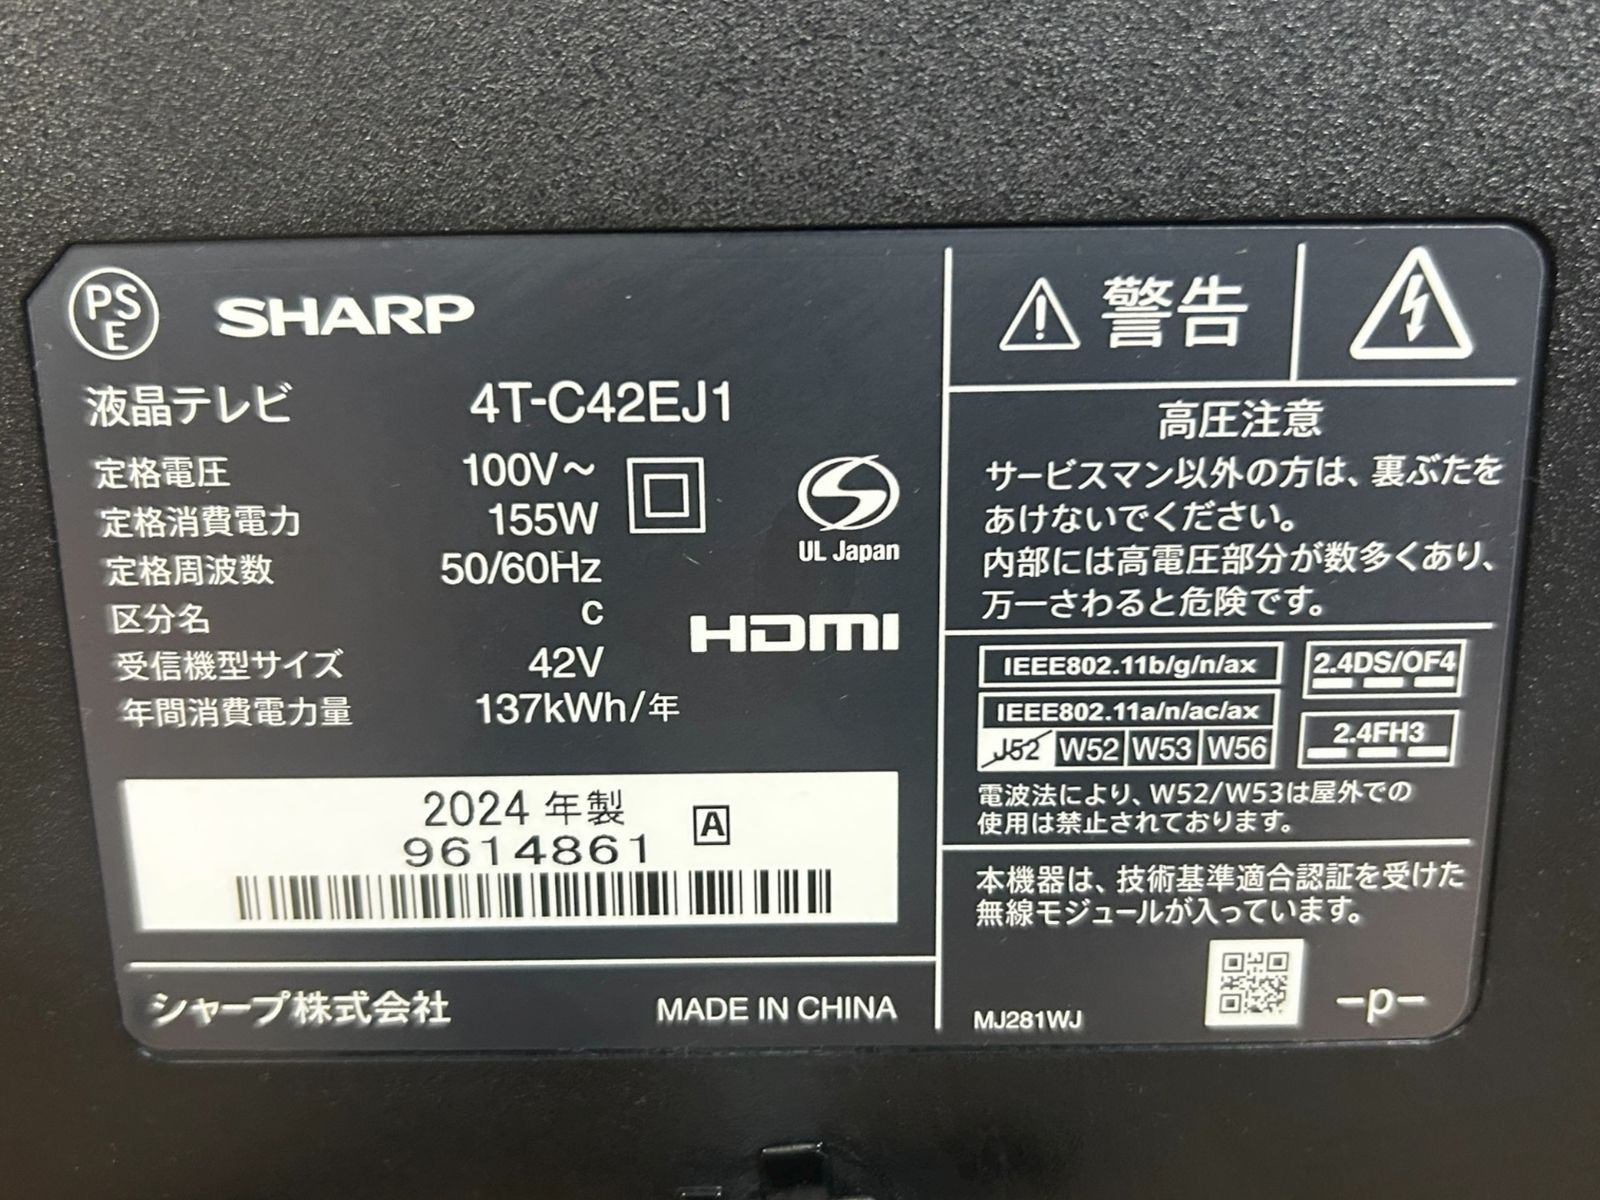 PSE SHARP
液晶テレビ 4T-C42EJ1
定格電圧 100V～
定格消費電力 155W
定格周波数 50/60Hz
区分名 C
受信機型サイズ 42V
年間消費電力量 137kWh/年
UL Japan
HDMI
2024 年製
9614861 A
シャープ株式会社 MADE IN CHINA
警告
高圧注意
サービスマン以外の方は、裏ぶたを
あけないでください。
内部には高電圧部分が数多くあり、
万一さわると危険です。
IEEE802.11b/g/n/ax 2.4DS/OF4
IEEE802.11a/n/ac/ax
J52 W52 W53 W56 2.4FH3
電波法により、W52/W53は屋外での
使用は禁止されております。
本機器は、技術基準適合認証を受けた
無線モジュールが入っています。
MJ281WJ -p-